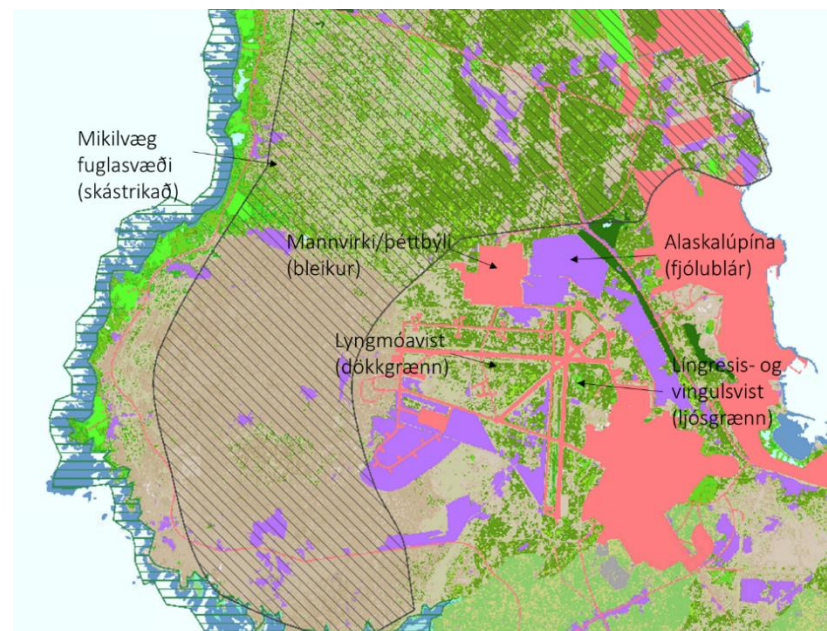 Mikilvæg
fuglasvæði
(skástrikað)
Mannvirki/þéttbýli
(bleikur)
Alaskalúpína
(fjólublár)
Lyngmóavist
(dökkgrænn)
Língresis- og
vingulsvist
(ljósgrænn)